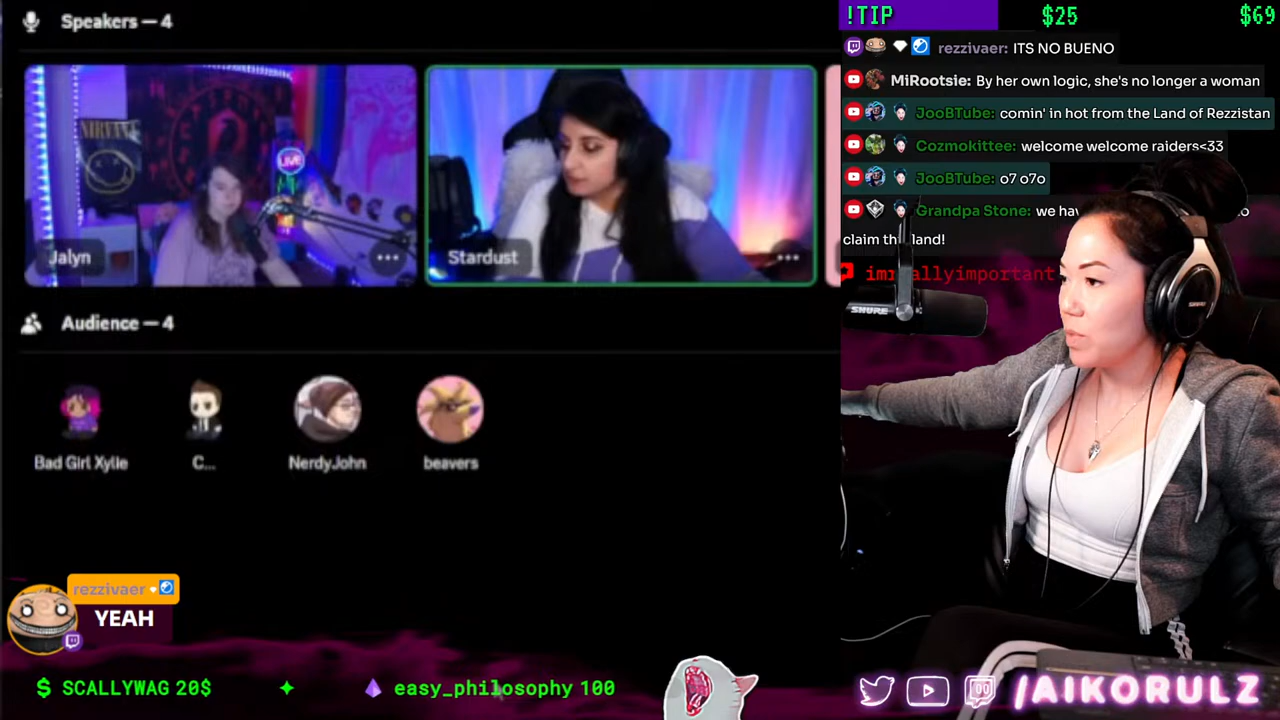 Speakers — 4
NIRVANA
LIVE
Jalyn
Stardust
Audience — 4
Bad Girl Xylie
C...
NerdyJohn
beavers
rezzivaer
YEAH
$ SCALLYWAG 20$
easy_philosophy 100
!TIP $25 $69
rezzivaer: ITS NO BUENO
MiRootsie: By her own logic, she's no longer a woman
JooBTube: comin' in hot from the Land of Rezzistan
Cozmokittee: welcome welcome raiders<33
JooBTube: o7 o7o
Grandpa Stone: we
claim land!
SHURE
/AIKORULZ